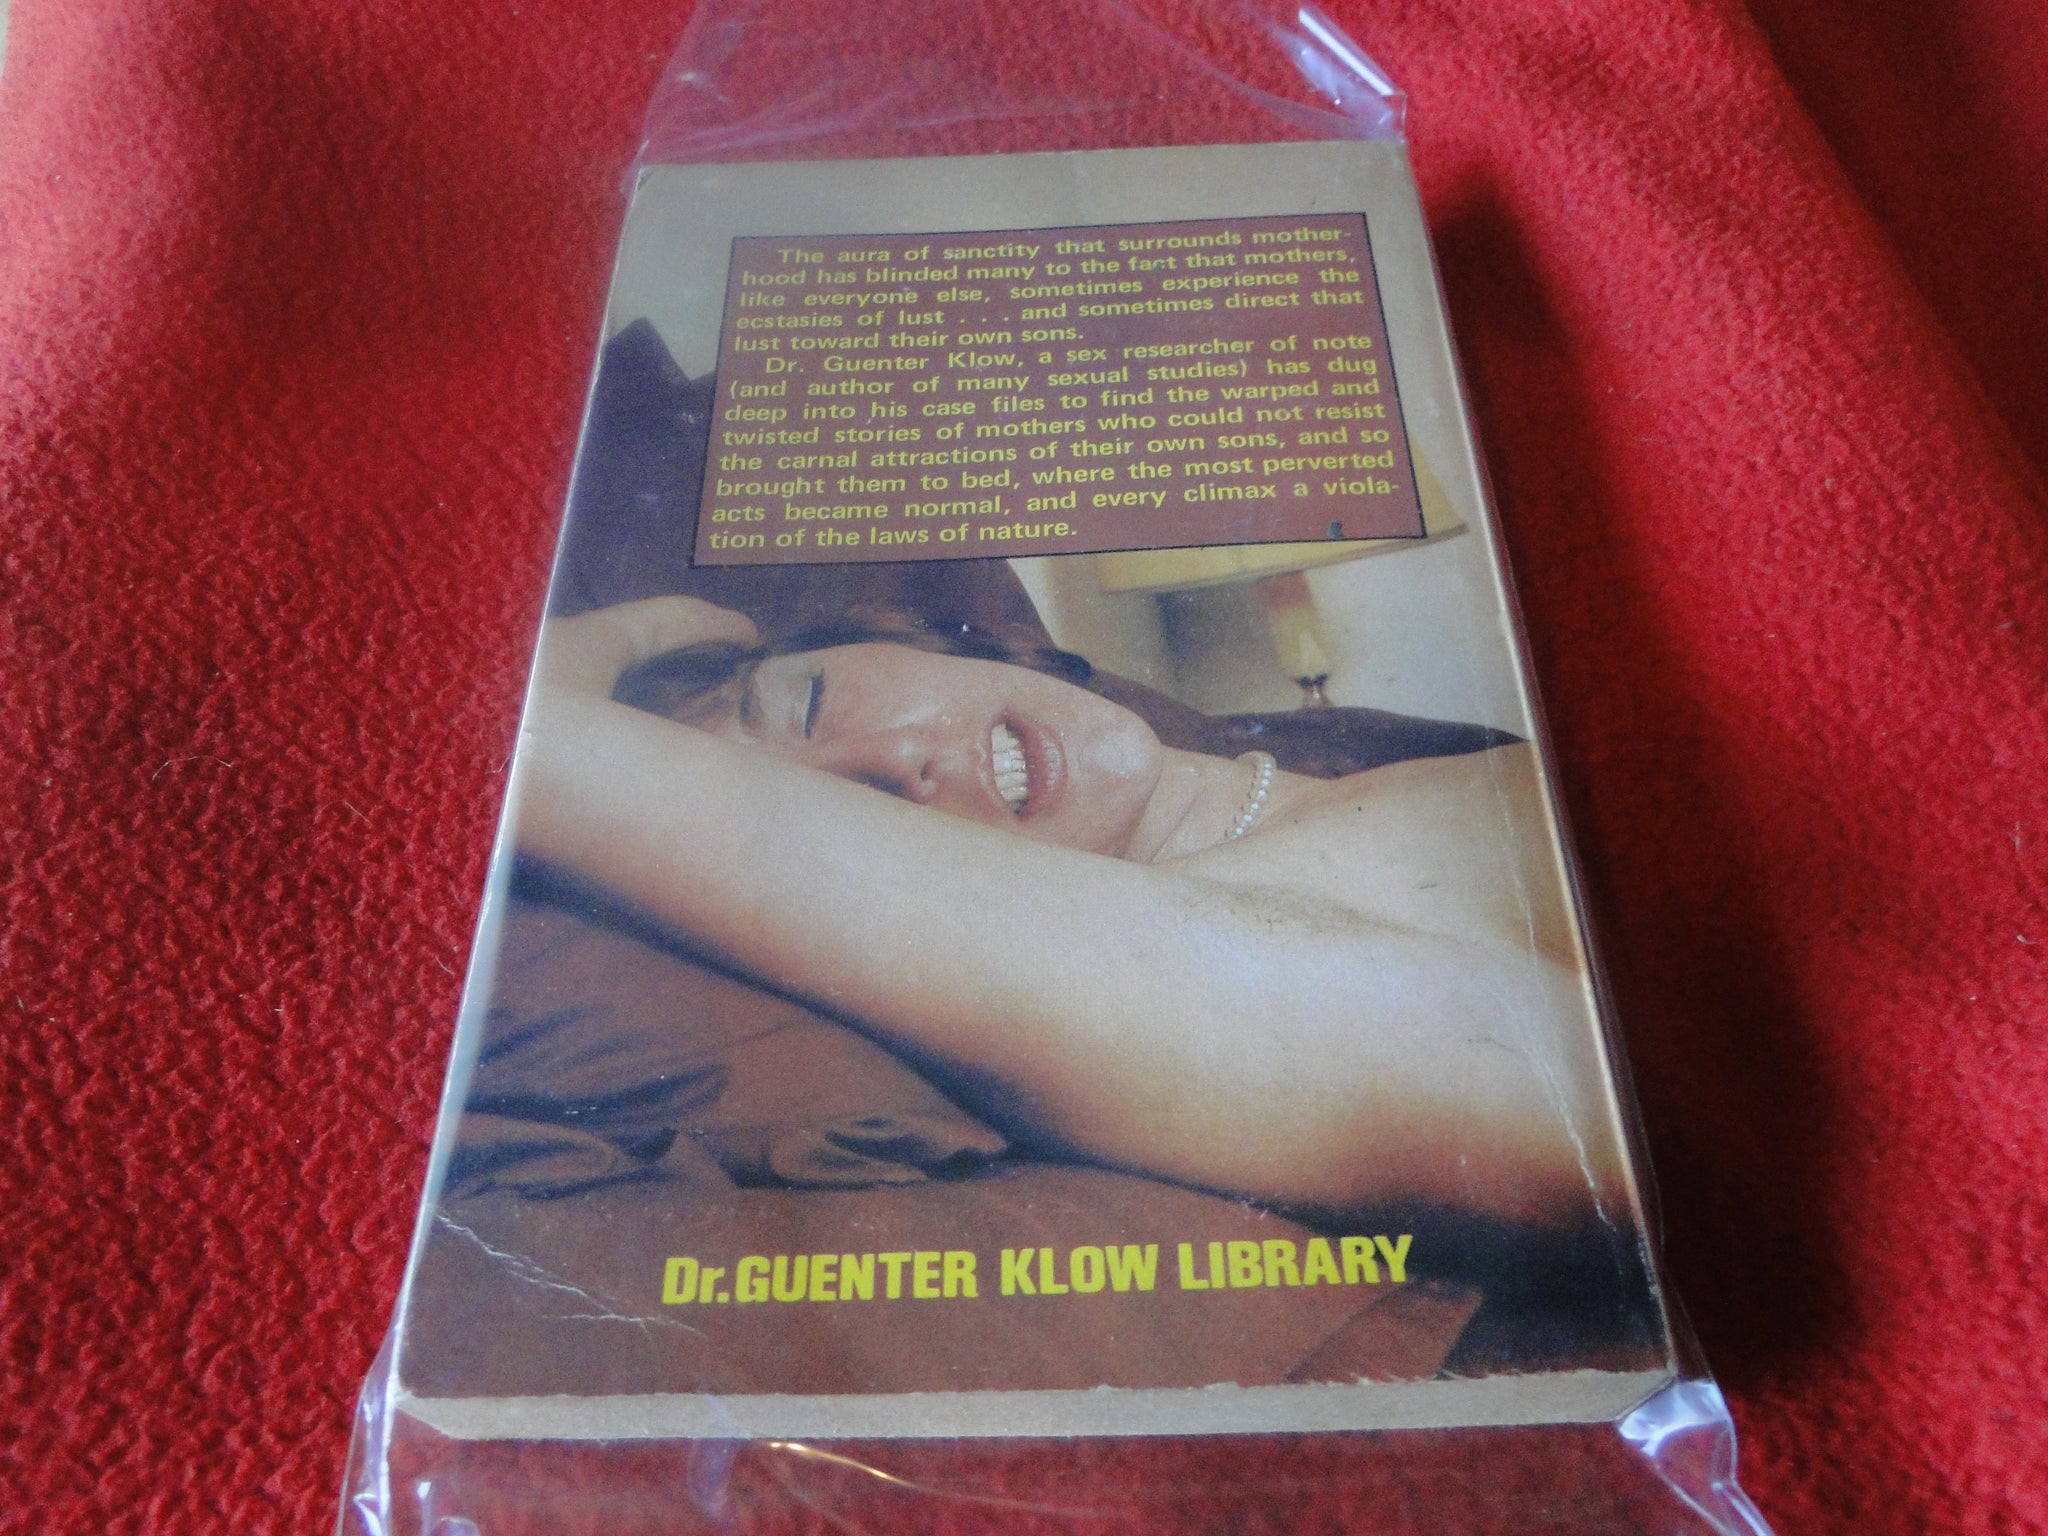 The aura of sanctity that surrounds mother-
hood has blinded many to the fact that mothers,
like everyone else, sometimes experience the
ecstasies of lust . . . and sometimes direct that
lust toward their own sons.
Dr. Guenter Klow, a sex researcher of note
(and author of many sexual studies) has dug
deep into his case files to find the warped and
twisted stories of mothers who could not resist
the carnal attractions of their own sons, and so
brought them to bed, where the most perverted
acts became normal, and every climax a viola-
tion of the laws of nature.
Dr. GUENTER KLOW LIBRARY